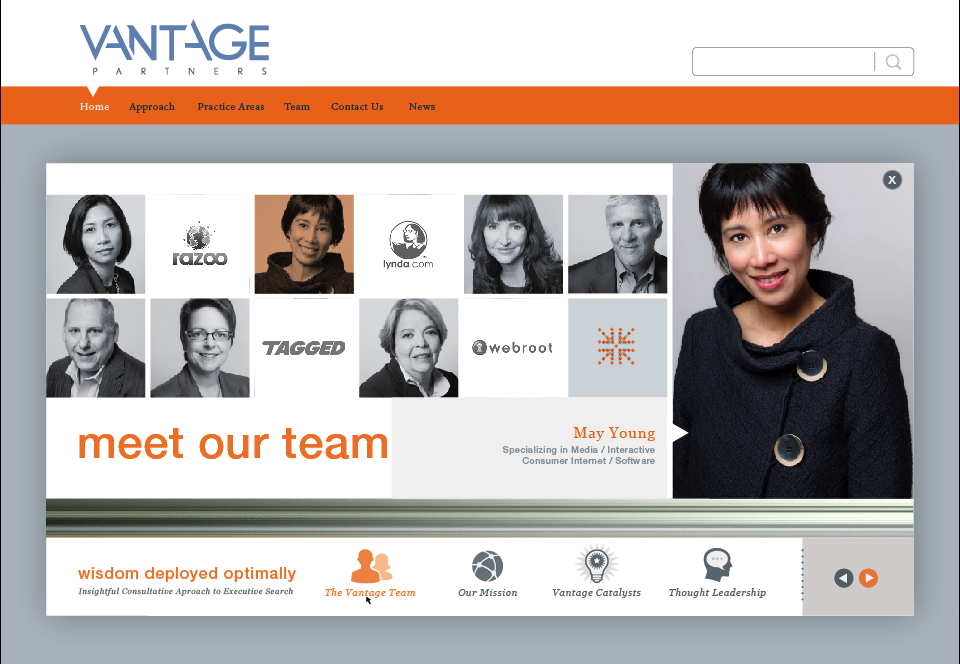 VANTAGE
PARTNERS
Home Approach Practice Areas Team Contact Us News
X
razoo
lynda.com
TAGGED
webroot
meet our team
May Young
Specializing in Media / Interactive
Consumer Internet / Software
wisdom deployed optimally
Insightful Consultative Aproach to Executive Search
The Vantage Team
Our Mission
Vantage Catalysts
Thought Leadership